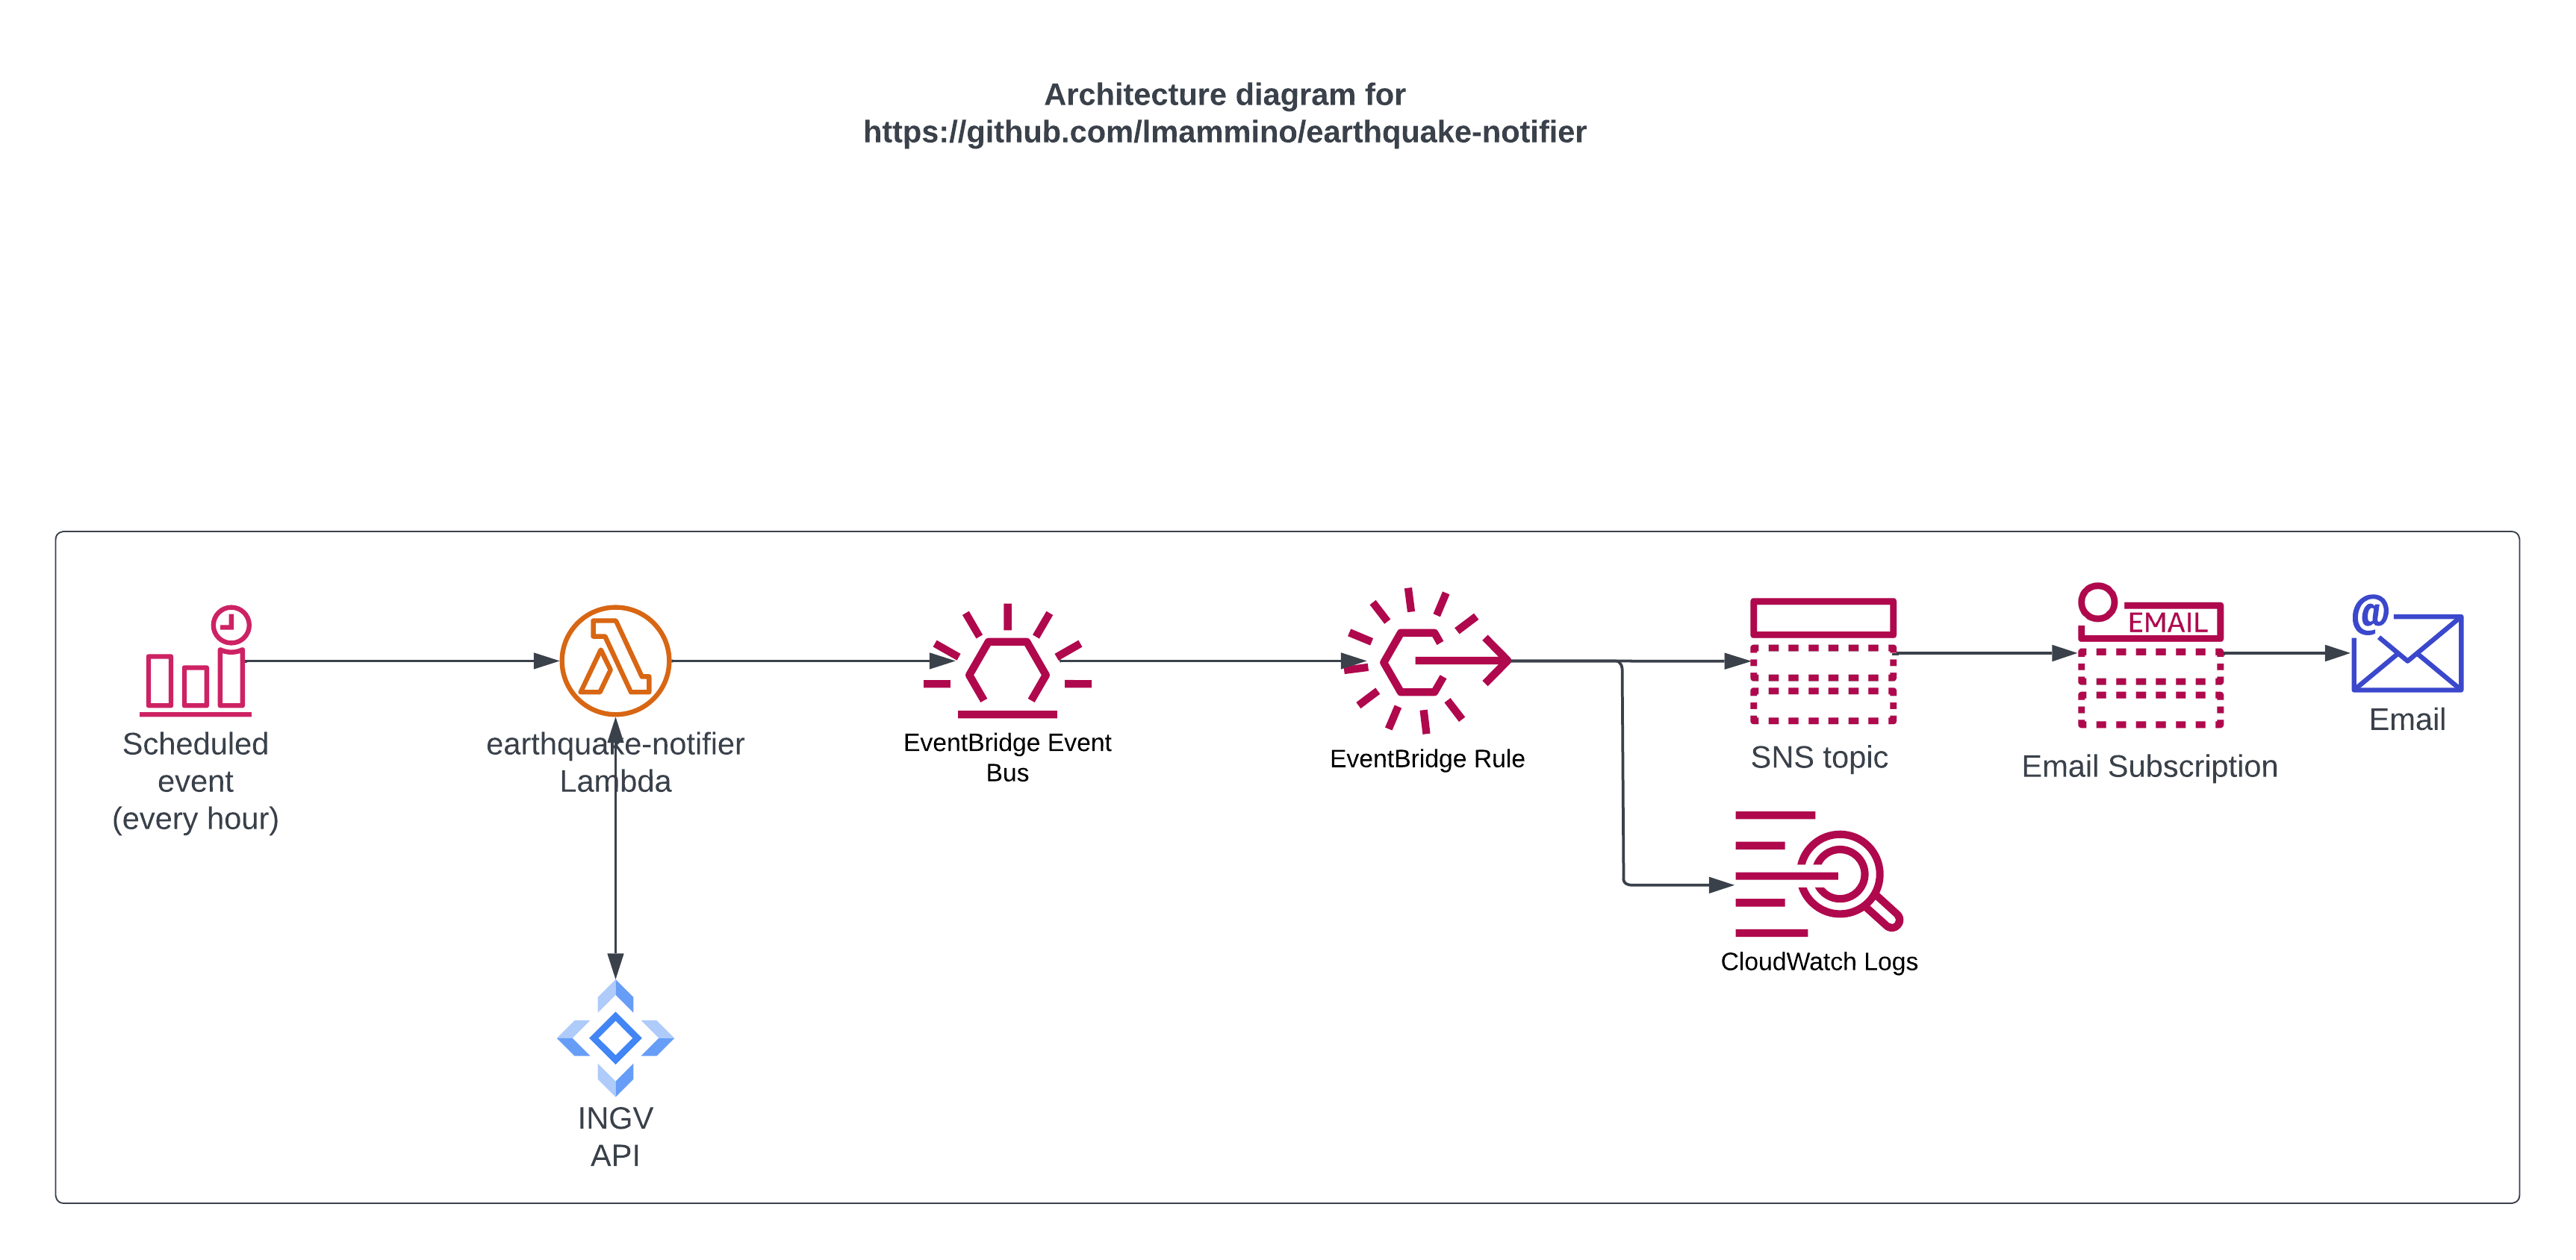 Architecture diagram for
https://github.com/lmammino/earthquake-notifier
Scheduled
event
(every hour)
earthquake-notifier
Lambda
EventBridge Event
Bus
EventBridge Rule
SNS topic
EMAIL
Email Subscription
@
Email
CloudWatch Logs
INGV
API